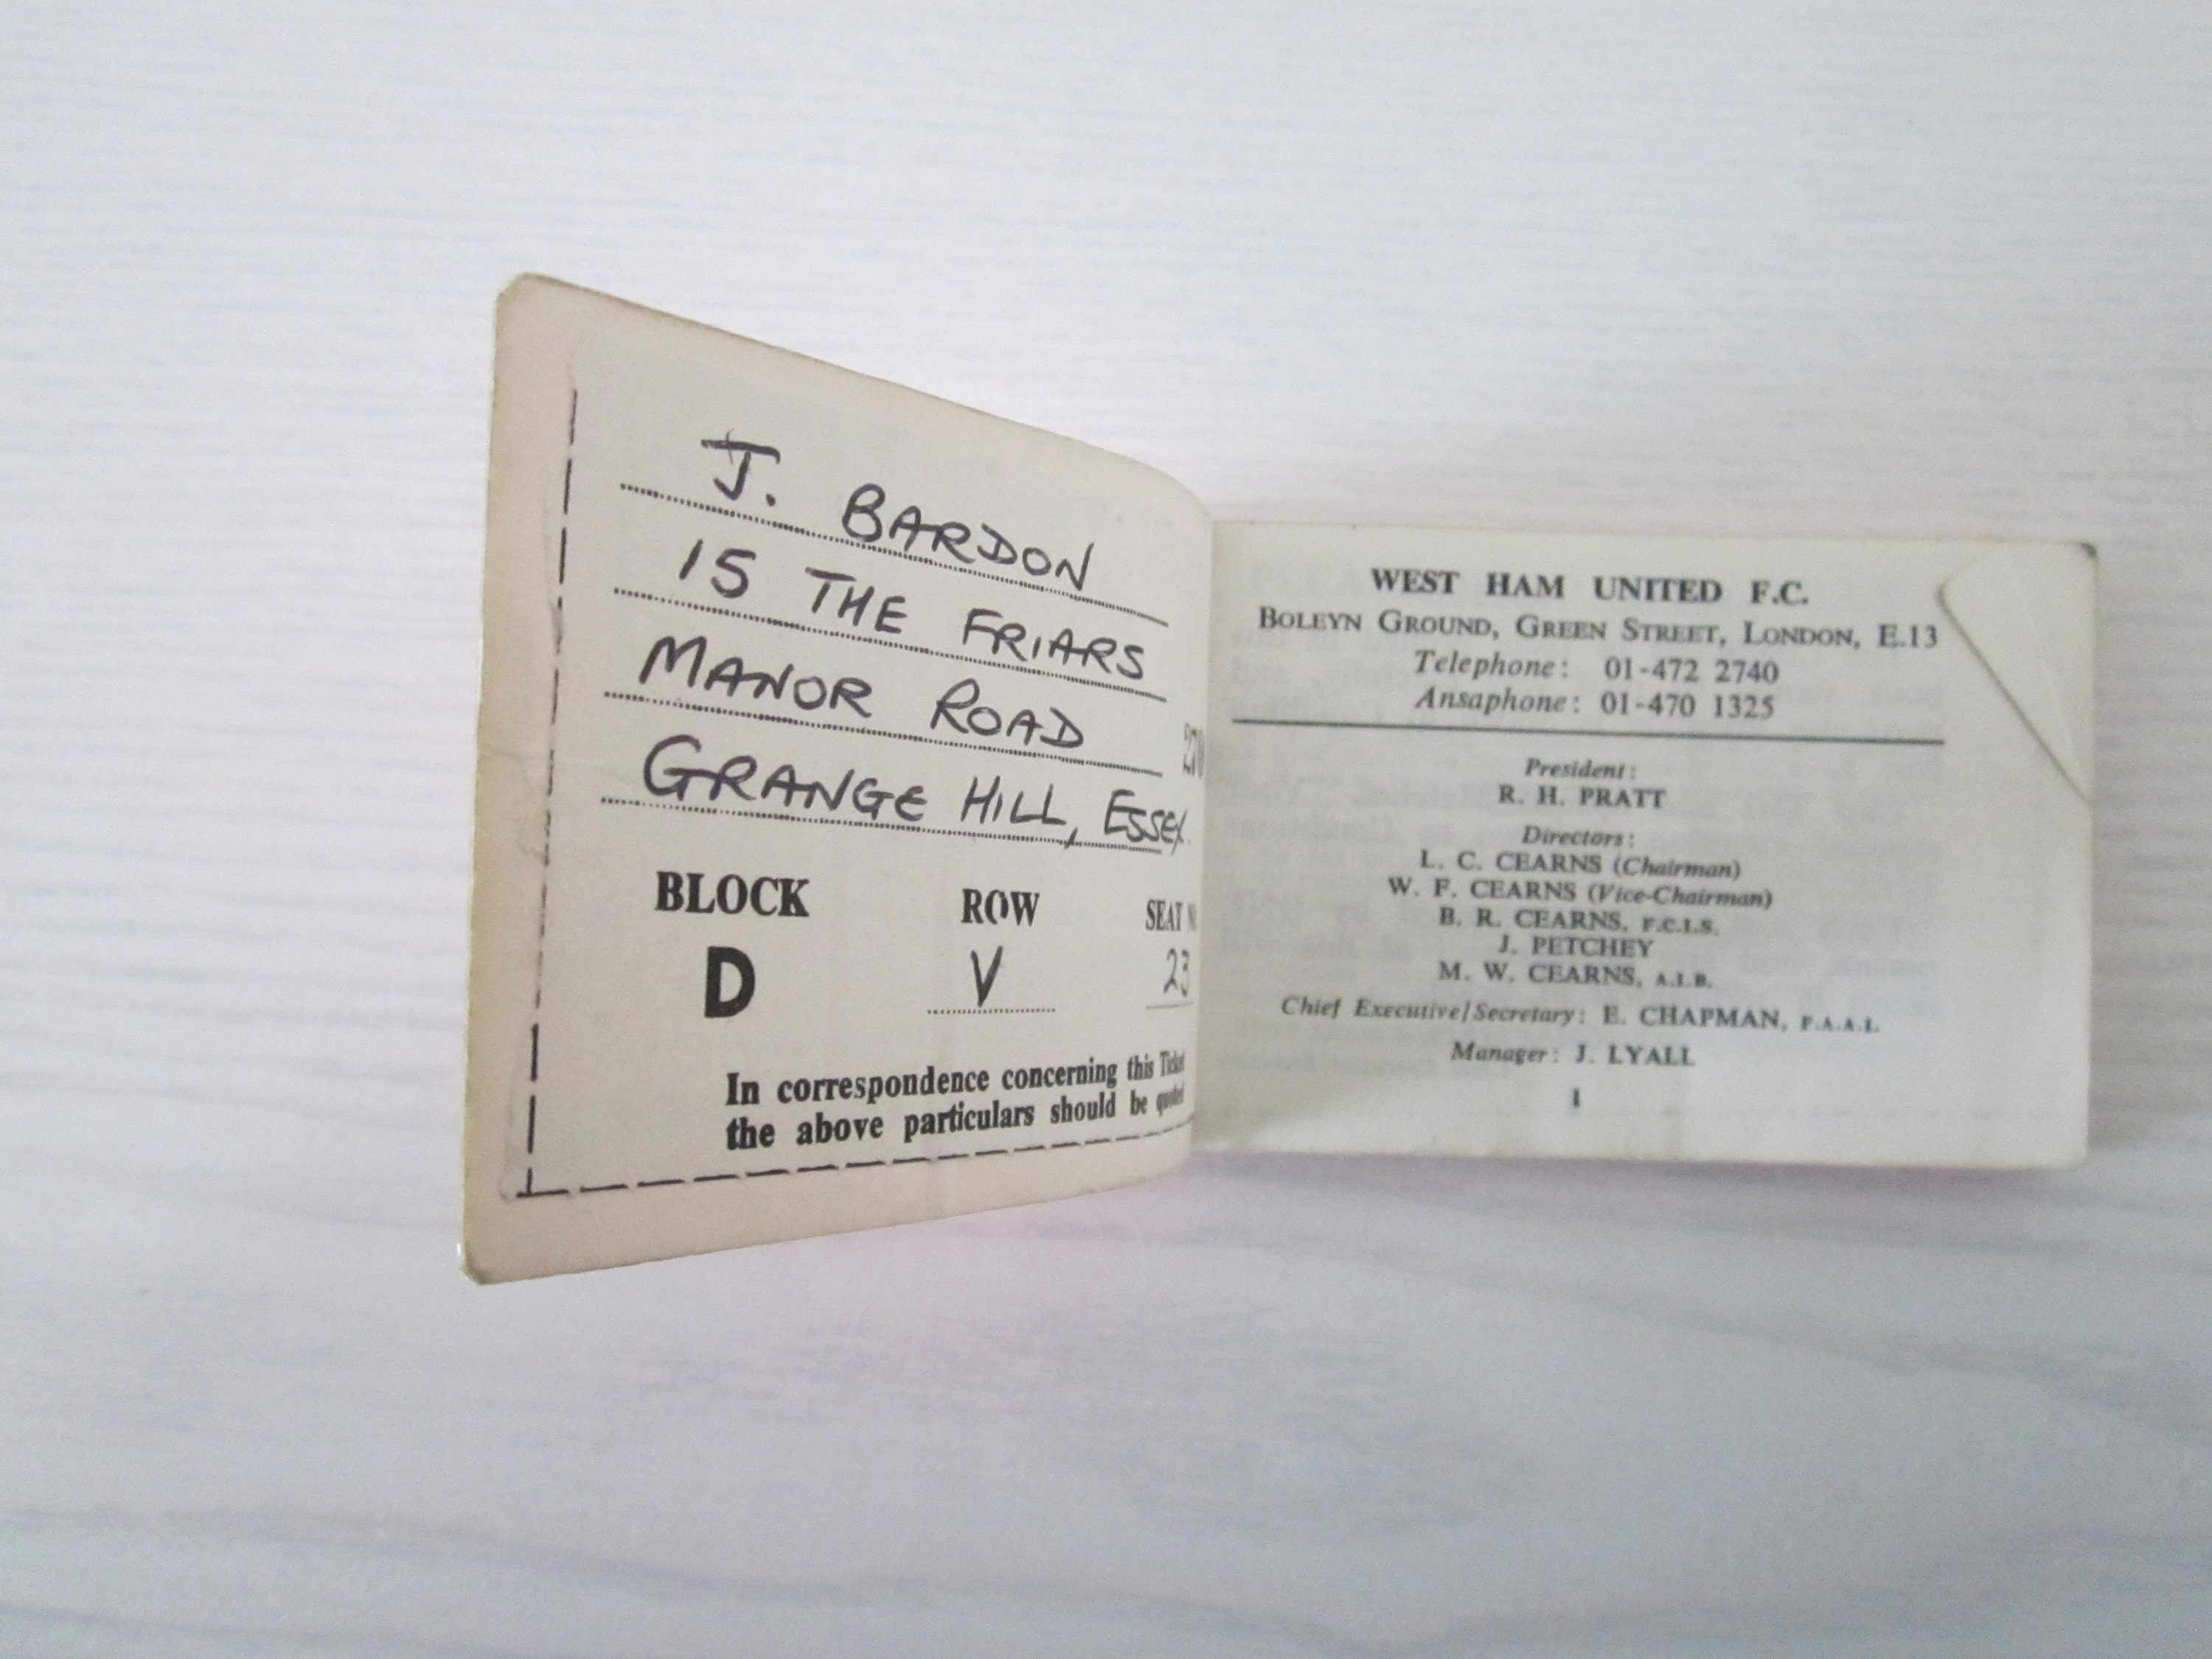 J. BARDON
15 THE FRIARS
MANOR ROAD
GRANGE HILL, ESSEX.
270
BLOCK ROW SEAT
D V 23
In correspondence concerning this Ticket
the above particulars should be quoted
WEST HAM UNITED F.C.
BOLEYN GROUND, GREEN STREET, LONDON, E.13
Telephone: 01-472 2740
Ansaphone: 01-470 1325
President:
R. H. PRATT
Directors:
L. C. CEARNS (Chairman)
W. F. CEARNS (Vice-Chairman)
B. R. CEARNS, F.C.I.S.
J. PETCHEY
M. W. CEARNS, A.I.B.
Chief Executive/Secretary: E. CHAPMAN, F.A.A.I.
Manager: J. LYALL
1